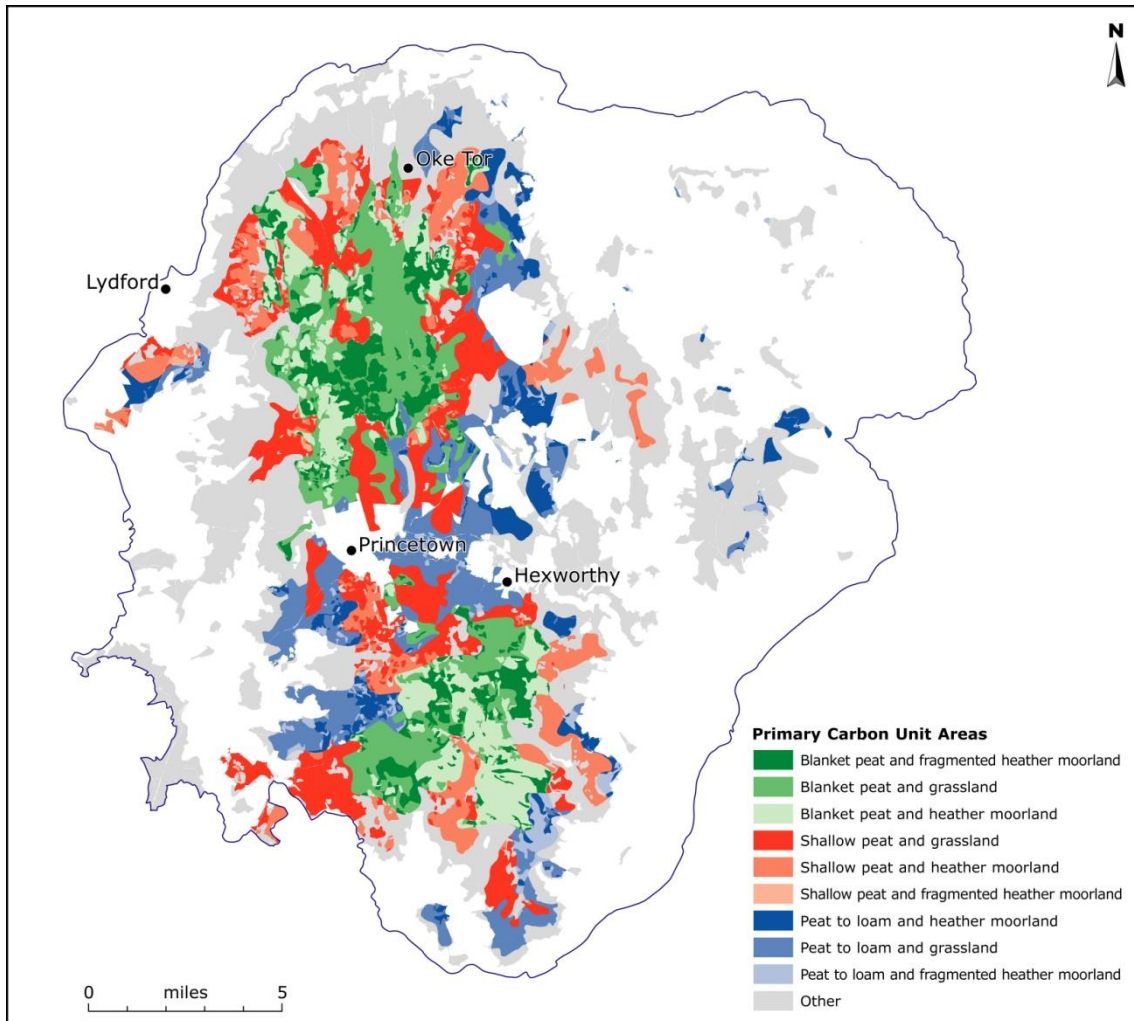 N
Oke Tor
Lydford
Princetown
Hexworthy
Primary Carbon Unit Areas
Blanket peat and fragmented heather moorland
Blanket peat and grassland
Blanket peat and heather moorland
Shallow peat and grassland
Shallow peat and heather moorland
Shallow peat and fragmented heather moorland
Peat to loam and heather moorland
Peat to loam and grassland
Peat to loam and fragmented heather moorland
Other
0 miles 5